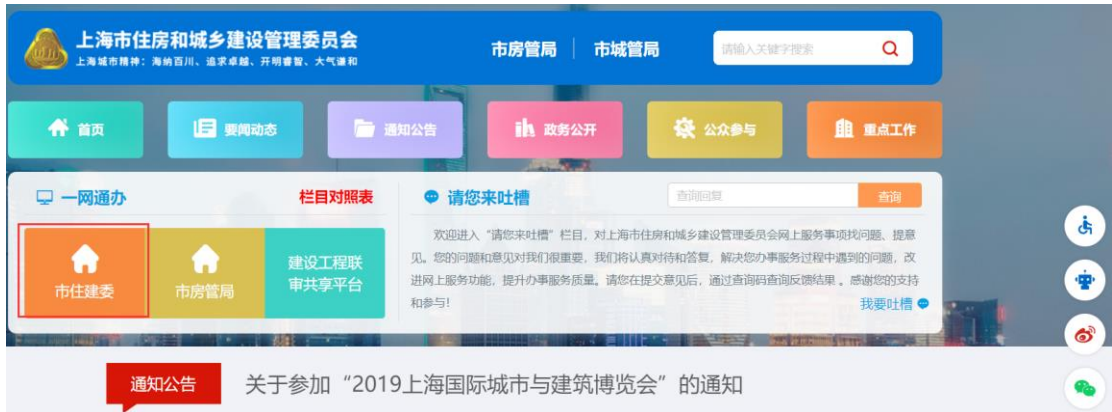 上海市住房和城乡建设管理委员会
上海城市精神：海纳百川、追求卓越、开明睿智、大气谦和
市房管局 市城管局
请输入关键字搜索
首页 要闻动态 通知公告 政务公开 公众参与 重点工作
一网通办 栏目对照表
市住建委 市房管局 建设工程联
审共享平台
请您来吐槽 查询回复 查询
欢迎进入“请您来吐槽”栏目，对上海市住房和城乡建设管理委员会网上服务事项找问题、提意
见。您的问题和意见对我们很重要，我们将认真对待和答复，解决您办事服务过程中遇到的问题，改
进网上服务功能，提升办事服务质量。请您在提交意见后，通过查询码查询反馈结果 。感谢您的支持
和参与!
我要吐槽
通知公告 关于参加“2019上海国际城市与建筑博览会”的通知